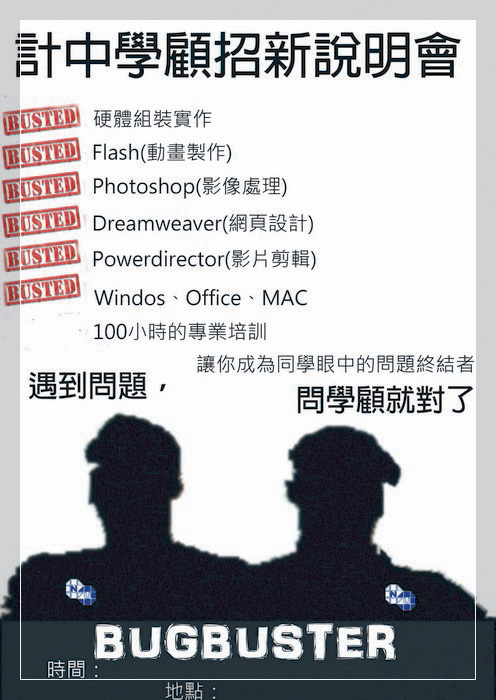 計中學顧招新說明會
BUSTED 硬體組裝實作
BUSTED Flash(動畫製作)
BUSTED Photoshop(影像處理)
BUSTED Dreamweaver(網頁設計)
BUSTED Powerdirector(影片剪輯)
BUSTED Windos、Office、MAC
100小時的專業培訓
讓你成為同學眼中的問題終結者
遇到問題，
問學顧就對了
BUGBUSTER
時間：
地點：